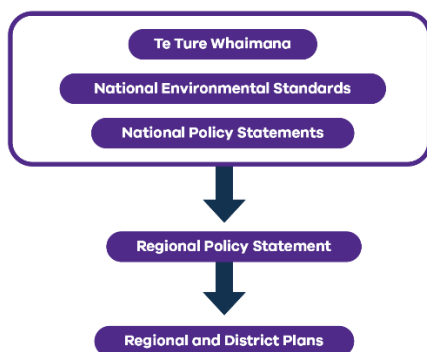 Te Ture Whaimana
National Environmental Standards
National Policy Statements
Regional Policy Statement
Regional and District Plans